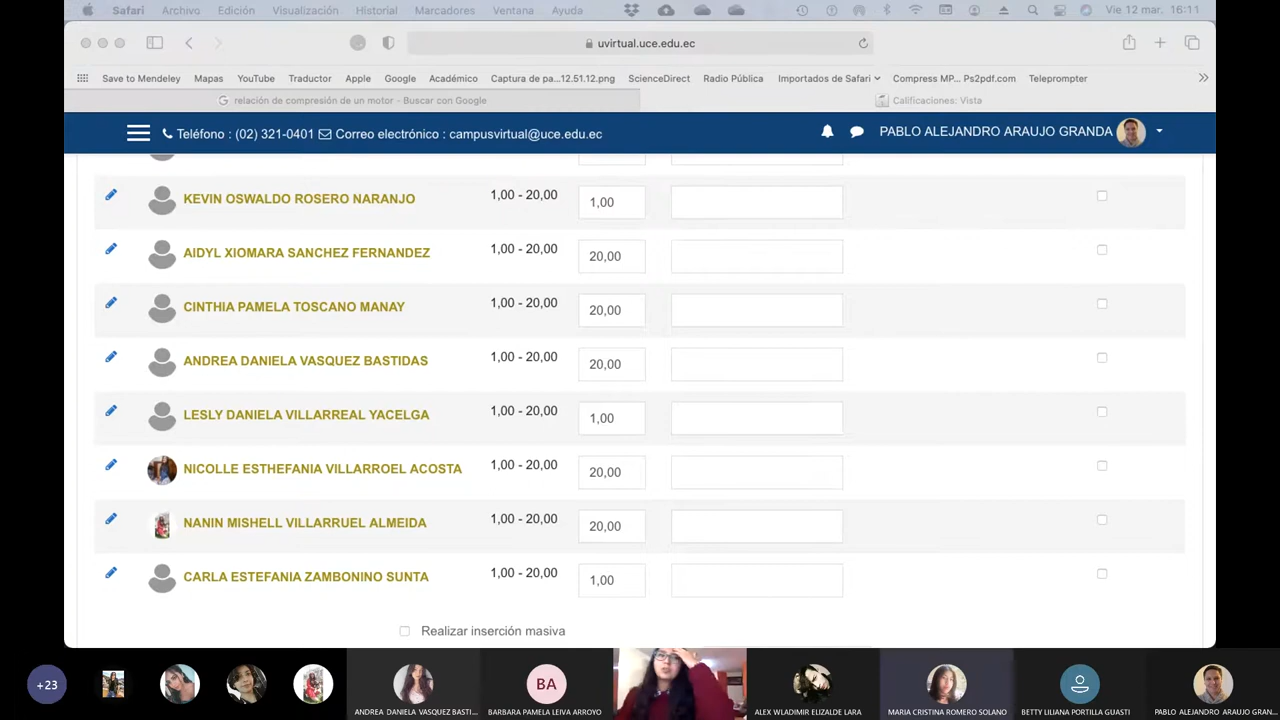 Safari Archivo Edición Visualización Historial Marcadores Ventana Ayuda Vie 12 mar. 16:11
uvirtual.uce.edu.ec
Save to Mendeley Mapas YouTube Traductor Apple Google Académico Captura de pa...12.51.12.png ScienceDirect Radio Pública Importados de Safari Compress MP... Ps2pdf.com Teleprompter
relación de compresión de un motor - Buscar con Google Calificaciones: Vista
Teléfono : (02) 321-0401 Correo electrónico : campusvirtual@uce.edu.ec PABLO ALEJANDRO ARAUJO GRANDA
KEVIN OSWALDO ROSERO NARANJO 1,00 - 20,00 1,00
AIDYL XIOMARA SANCHEZ FERNANDEZ 1,00 - 20,00 20,00
CINTHIA PAMELA TOSCANO MANAY 1,00 - 20,00 20,00
ANDREA DANIELA VASQUEZ BASTIDAS 1,00 - 20,00 20,00
LESLY DANIELA VILLARREAL YACELGA 1,00 - 20,00 1,00
NICOLLE ESTHEFANIA VILLARROEL ACOSTA 1,00 - 20,00 20,00
NANIN MISHELL VILLARRUEL ALMEIDA 1,00 - 20,00 20,00
CARLA ESTEFANIA ZAMBONINO SUNTA 1,00 - 20,00 1,00
Realizar inserción masiva
+23 BA
ANDREA DANIELA VASQUEZ BASTI... BARBARA PAMELA LEIVA ARROYO ALEX WLADIMIR ELIZALDE LARA MARIA CRISTINA ROMERO SOLANO BETTY LILIANA PORTILLA GUASTI PABLO ALEJANDRO ARAUJO GRAN...